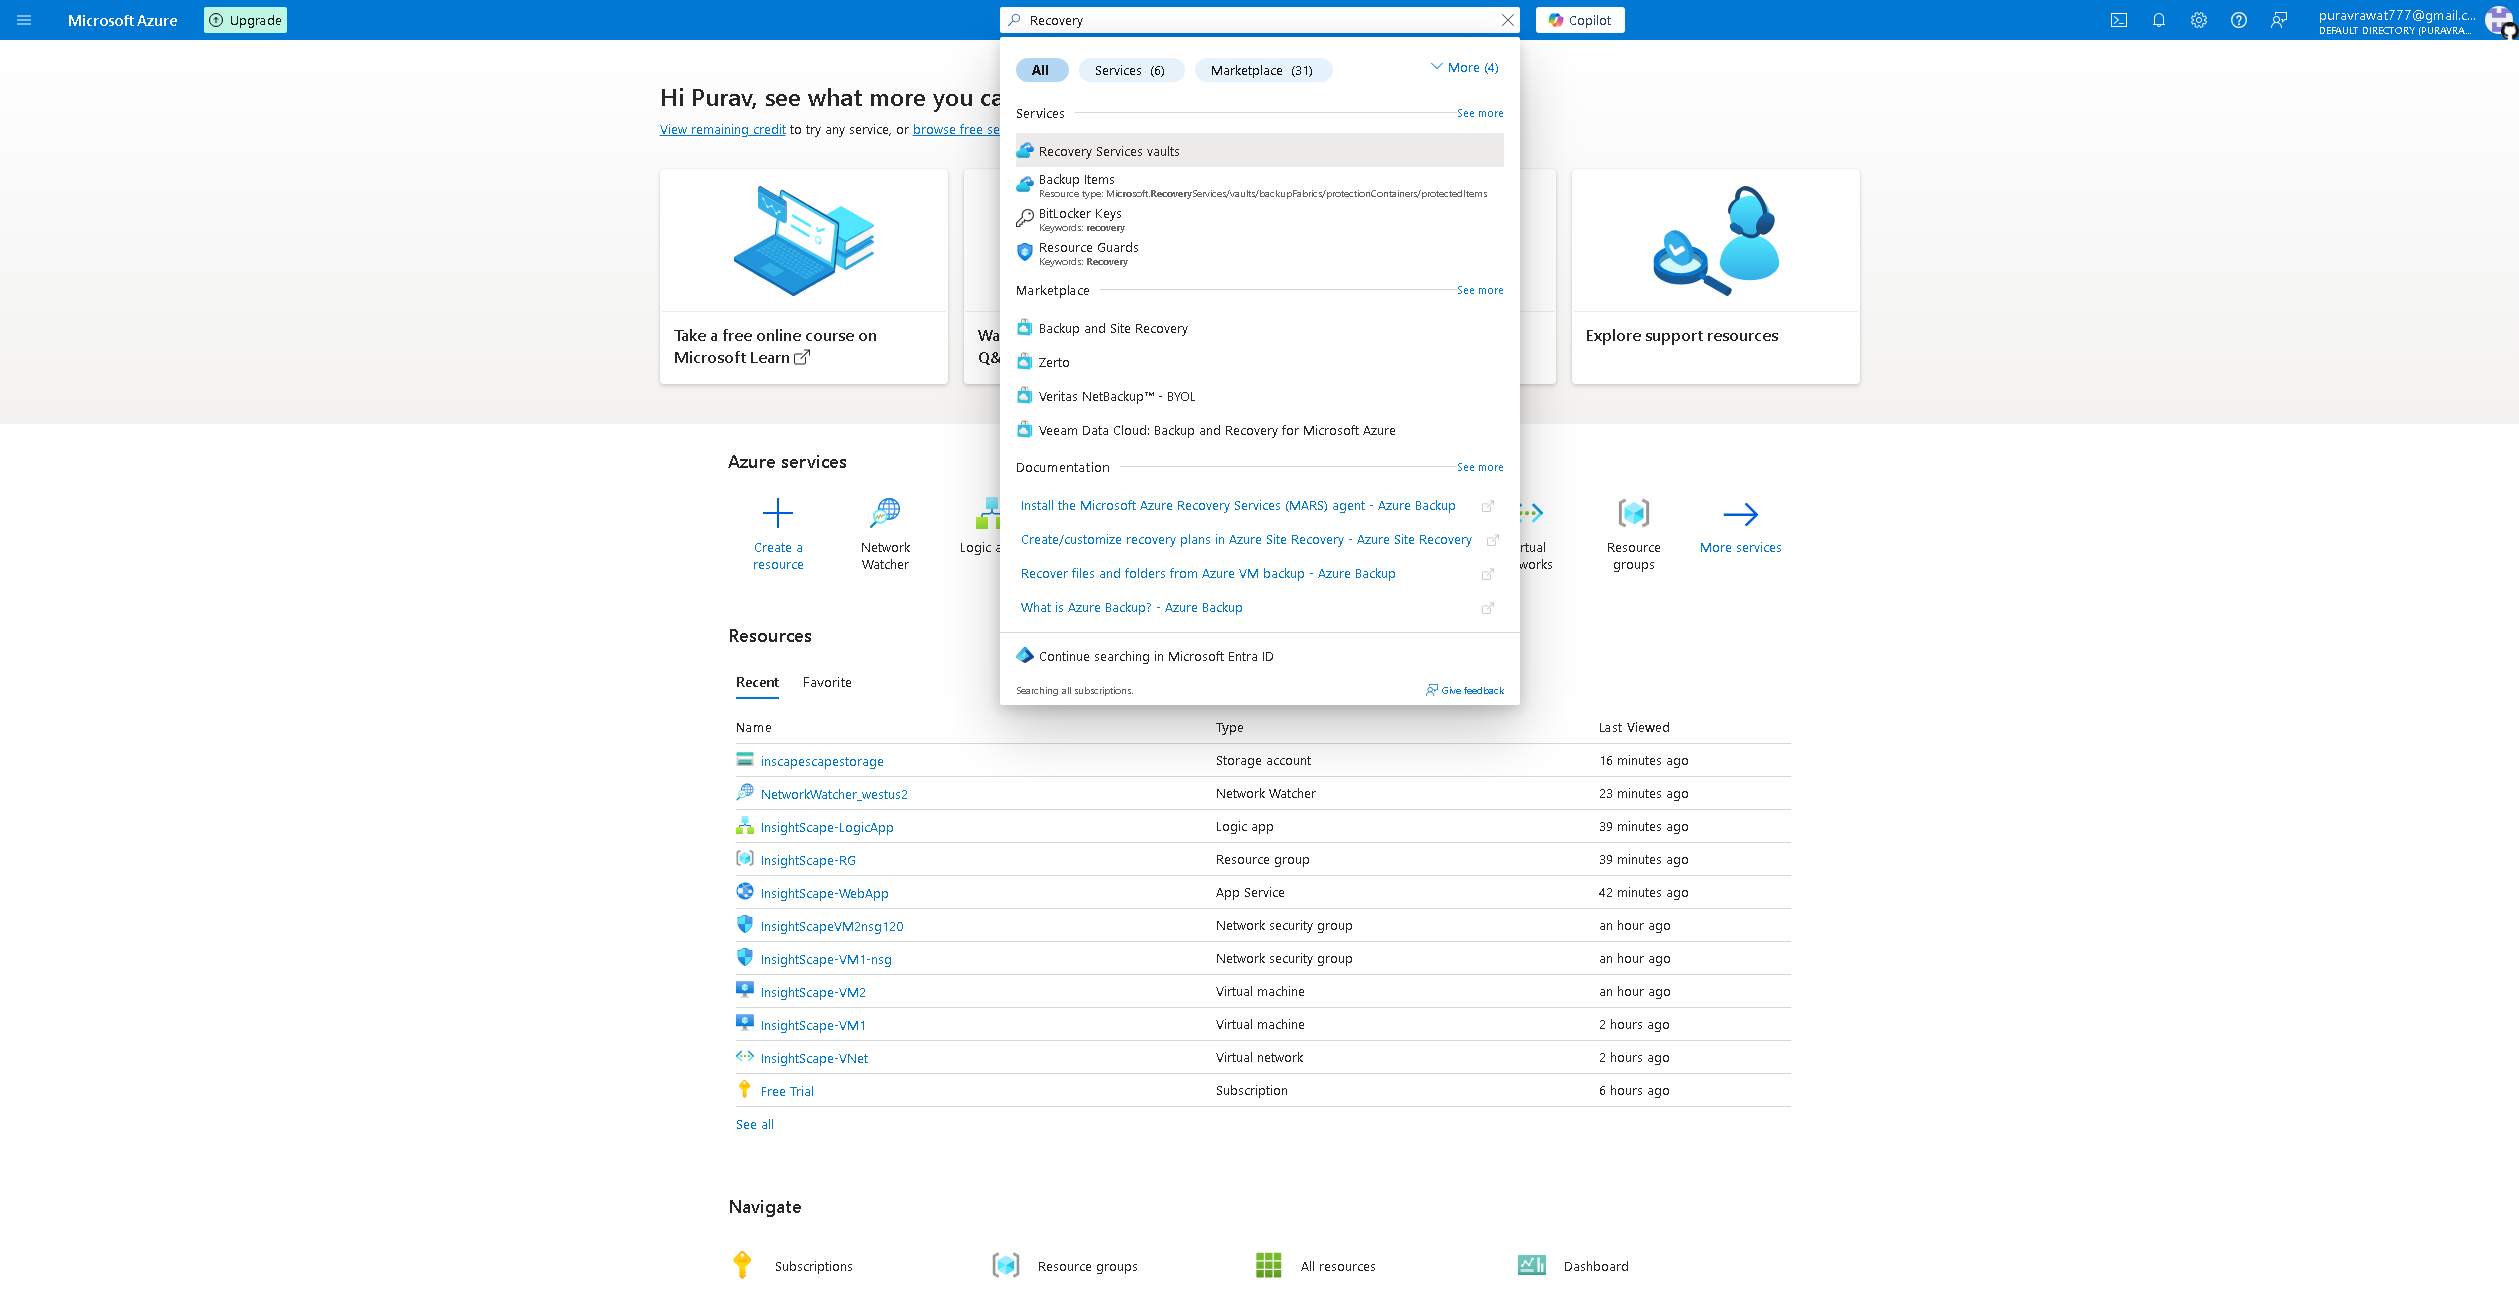 Microsoft Azure
Upgrade
Recovery
Copilot
puravrawat777@gmail.c...
DEFAULT DIRECTORY (PURAVRA...
All
Services (6)
Marketplace (31)
More (4)
Hi Purav, see what more you ca
View remaining credit to try any service, or browse free se
Services
See more
Recovery Services vaults
Backup Items
Resource type: Microsoft.RecoveryServices/vaults/backupFabrics/protectionContainers/protectedItems
BitLocker Keys
Keywords: recovery
Resource Guards
Keywords: Recovery
Marketplace
See more
Backup and Site Recovery
Zerto
Veritas NetBackup™ - BYOL
Veeam Data Cloud: Backup and Recovery for Microsoft Azure
Documentation
See more
Install the Microsoft Azure Recovery Services (MARS) agent - Azure Backup
Create/customize recovery plans in Azure Site Recovery - Azure Site Recovery
Recover files and folders from Azure VM backup - Azure Backup
What is Azure Backup? - Azure Backup
Continue searching in Microsoft Entra ID
Searching all subscriptions.
Give feedback
Take a free online course on
Microsoft Learn
Wa
Q&
Explore support resources
Azure services
Create a
resource
Network
Watcher
Logic a
rtual
works
Resource
groups
More services
Resources
Recent
Favorite
Name
Type
Last Viewed
inscapescapestorage
Storage account
16 minutes ago
NetworkWatcher_westus2
Network Watcher
23 minutes ago
InsightScape-LogicApp
Logic app
39 minutes ago
InsightScape-RG
Resource group
39 minutes ago
InsightScape-WebApp
App Service
42 minutes ago
InsightScapeVM2nsg120
Network security group
an hour ago
InsightScape-VM1-nsg
Network security group
an hour ago
InsightScape-VM2
Virtual machine
an hour ago
InsightScape-VM1
Virtual machine
2 hours ago
InsightScape-VNet
Virtual network
2 hours ago
Free Trial
Subscription
6 hours ago
See all
Navigate
Subscriptions
Resource groups
All resources
Dashboard